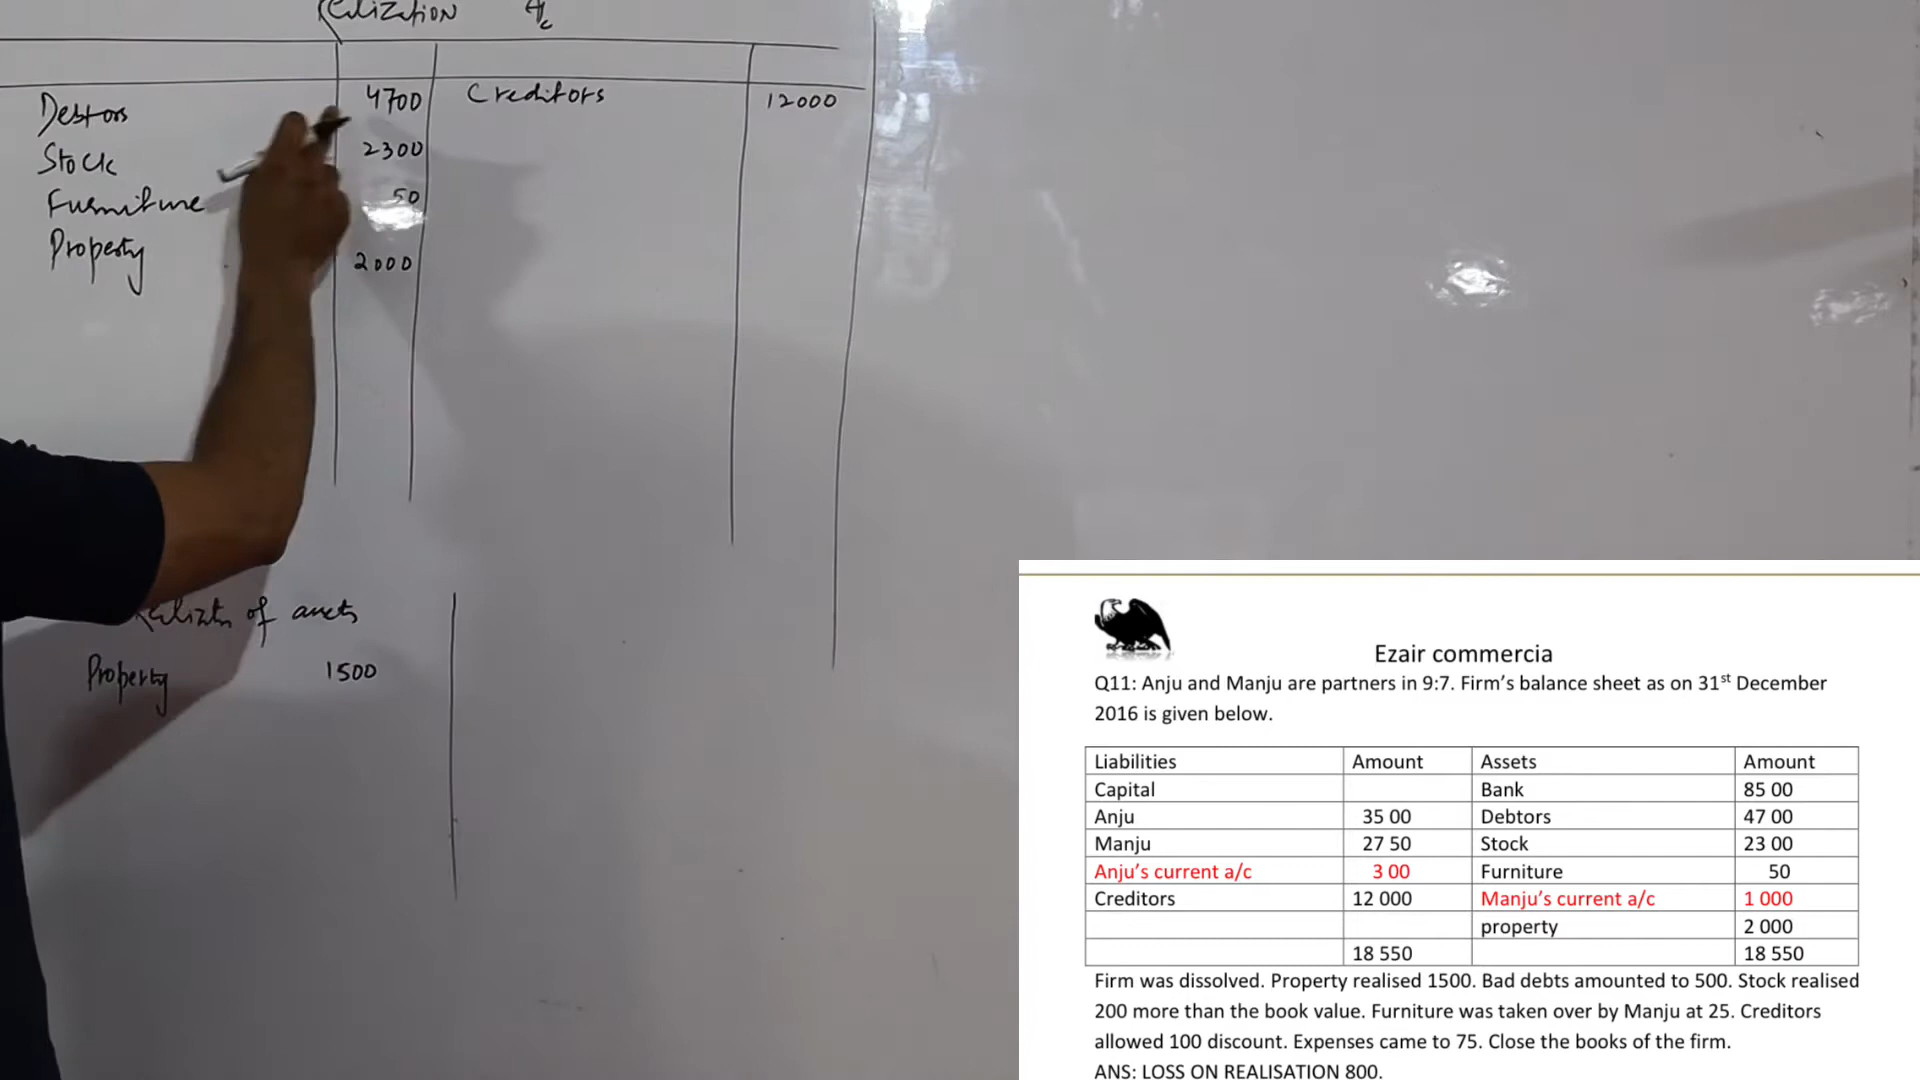 Realization A/c
Debtors 4700 Creditors 12000
Stock 2300
Furniture 50
Property 2000
of assets
Property 1500
Ezair commercia
Q11: Anju and Manju are partners in 9:7. Firm's balance sheet as on 31st December
2016 is given below.
Liabilities Amount Assets Amount
Capital Bank 85 00
Anju 35 00 Debtors 47 00
Manju 27 50 Stock 23 00
Anju's current a/c 3 00 Furniture 50
Creditors 12 000 Manju's current a/c 1 000
property 2 000
18 550 18 550
Firm was dissolved. Property realised 1500. Bad debts amounted to 500. Stock realised
200 more than the book value. Furniture was taken over by Manju at 25. Creditors
allowed 100 discount. Expenses came to 75. Close the books of the firm.
ANS: LOSS ON REALISATION 800.